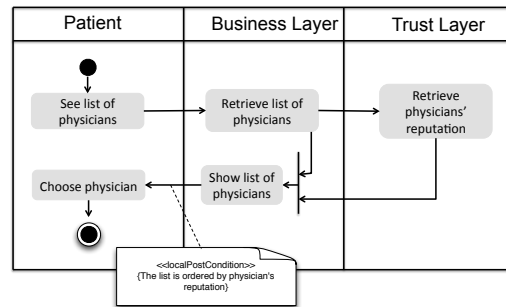 Patient
Business Layer
Trust Layer
See list of
physicians
Retrieve list of
physicians
Retrieve
physicians'
reputation
Choose physician
Show list of
physicians
<<localPostCondition>>
{The list is ordered by physician's
reputation}